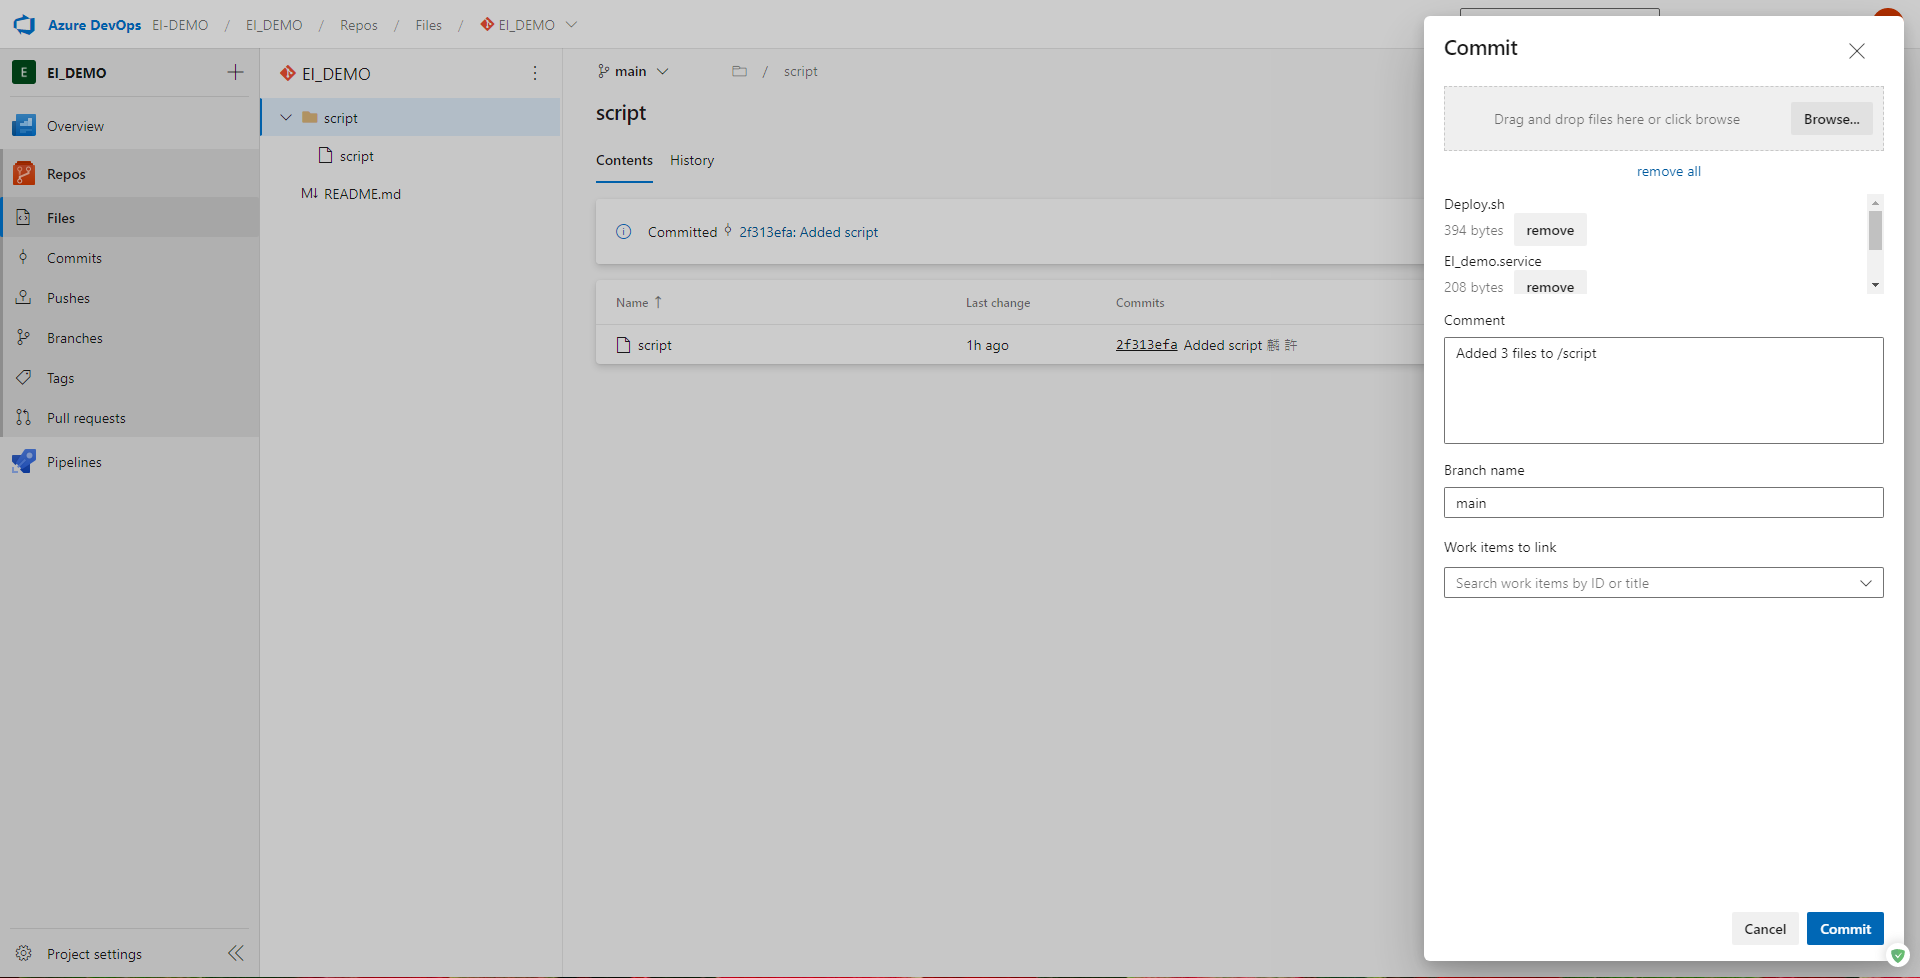 Azure DevOps EI-DEMO / EI_DEMO / Repos / Files / EI_DEMO
E EI_DEMO
Overview
Repos
Files
Commits
Pushes
Branches
Tags
Pull requests
Pipelines
Project settings
EI_DEMO
script
script
M↓ README.md
main
/ script
script
Contents History
Committed 2f313efa: Added script
Name ↑ Last change Commits
script 1h ago 2f313efa Added script 麟 許
Commit
Drag and drop files here or click browse Browse...
remove all
Deploy.sh
394 bytes remove
EI_demo.service
208 bytes remove
Comment
Added 3 files to /script
Branch name
main
Work items to link
Search work items by ID or title
Cancel Commit